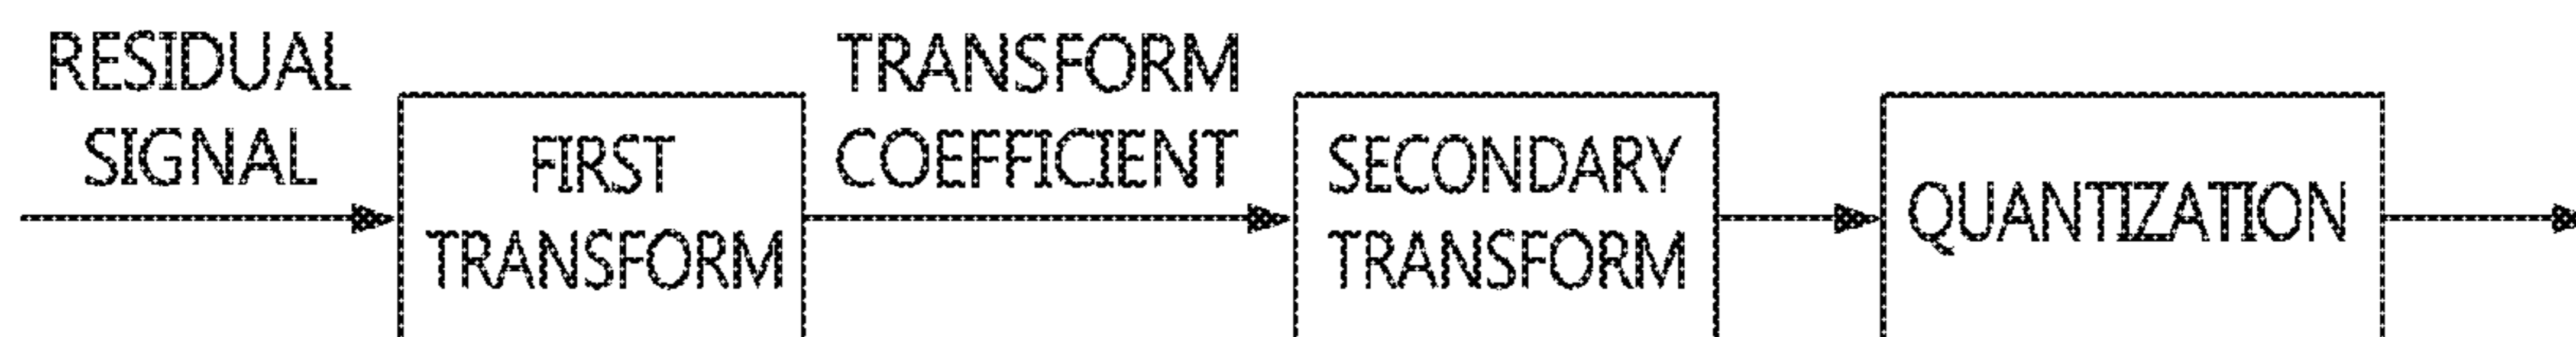 RESIDUAL
SIGNAL
FIRST
TRANSFORM
TRANSFORM
COEFFICIENT
SECONDARY
TRANSFORM
QUANTIZATION